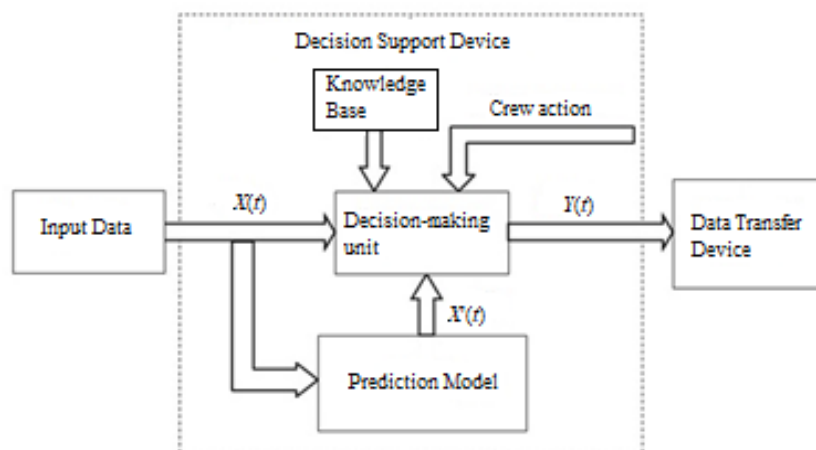 Decision Support Device
Knowledge
Base
Crew action
X(t)
Input Data
Decision-making
unit
Y(t)
Data Transfer
Device
X'(t)
Prediction Model